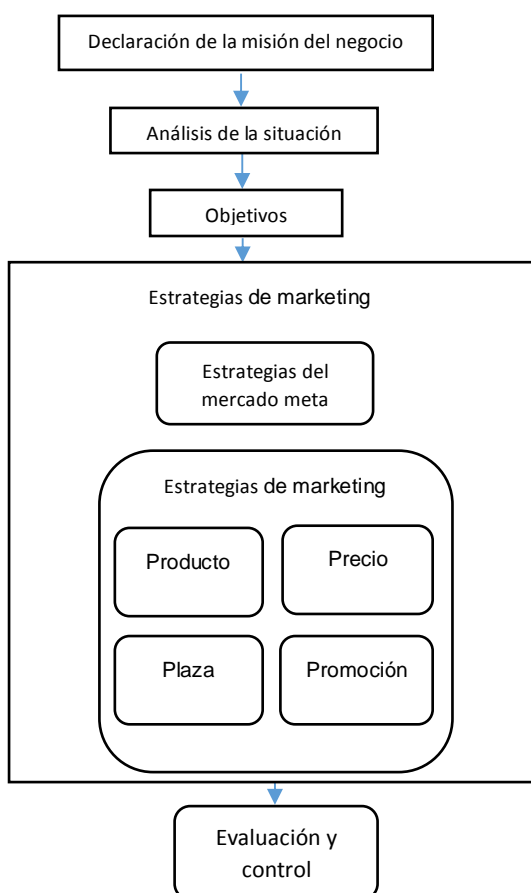 Declaración de la misión del negocio
Análisis de la situación
Objetivos
Estrategias de marketing
Estrategias del
mercado meta
Estrategias de marketing
Producto
Precio
Plaza
Promoción
Evaluación y
control